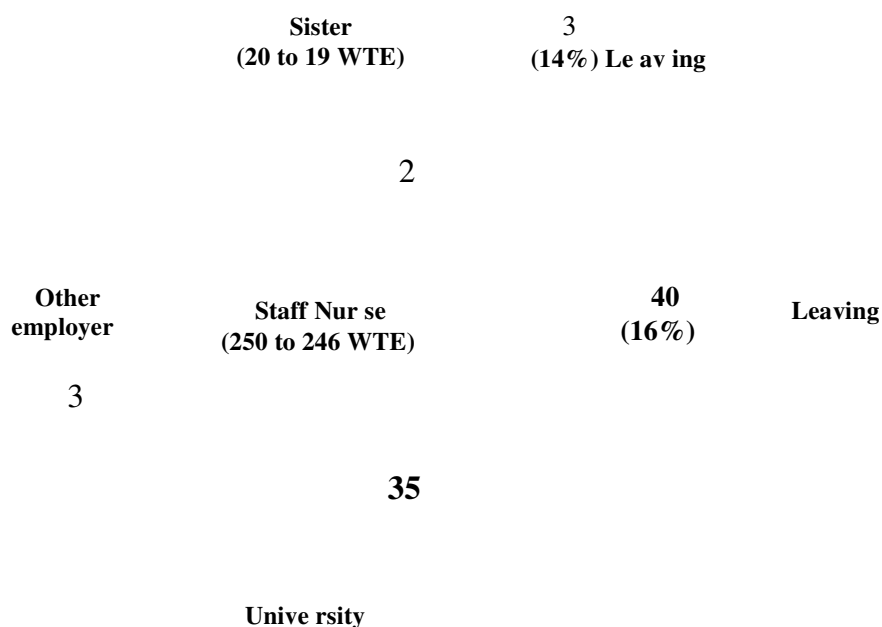 Sister
(20 to 19 WTE)
3
(14%) Le av ing
2
Other
employer
3
Staff Nur se
(250 to 246 WTE)
40
(16%)
Leaving
35
Unive rsity